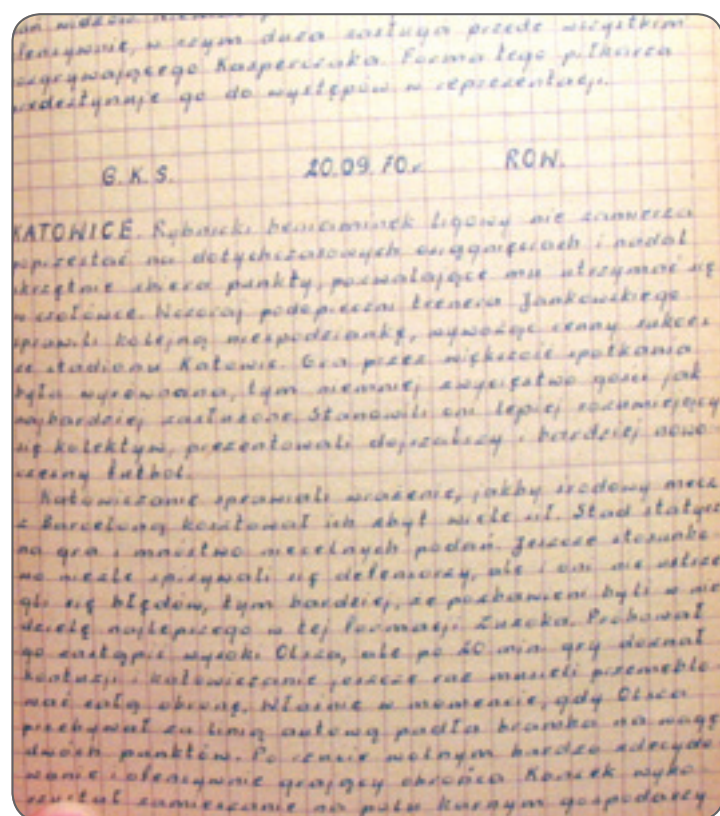 widzów
ofensywnie, w czym duża zasługa przede wszystkim
rozgrywającego Kasperczaka. Forma tego piłkarza
predestynuje go do występów w reprezentacji.
G.K.S. 20.09.70r. ROW.
KATOWICE. Rybnicki beniaminek ligowy nie zamierza
poprzestać na dotychczasowych osiągnięciach i nadal
skrzętnie zbiera punkty, pozwalające mu utrzymać się
w czołówce. Wczoraj podopieczni trenera Jankowskiego
sprawili kolejną niespodziankę, wywożąc cenny sukces
ze stadionu Katowic. Gra przez większość spotkania
była wyrównana, tym niemniej zwycięstwo gości jak
najbardziej zasłużone. Stanowili oni lepiej rozumiejący
się kolektyw, prezentowali dojrzalszy i bardziej nowo-
czesny futbol.
Katowiczanie sprawiali wrażenie, jakby środowy mecz
z Barceloną kosztował ich zbyt wiele sił. Stąd statycz
na gra i mnóstwo niecelnych podań. Jeszcze stosunko-
wo nieźle spisywali się defensorzy, ale i oni nie ustrze
gli się błędów, tym bardziej, że pozbawieni byli w nie
dzielę najlepszego w tej formacji Zuzoka. Próbował
go zastąpić wysoki Olsza, ale po 20 min. gry doznał
kontuzji i katowiczanie jeszcze raz musieli przemeblo-
wać całą obronę. Właśnie w momencie, gdy Olsza
przebywał za linią autową padła bramka na wagę
dwóch punktów. Po rzucie wolnym bardzo zdecydo
wanie i ofensywnie grający obrońca wyko
rzystał zamieszanie na polu karnym gospodarzy